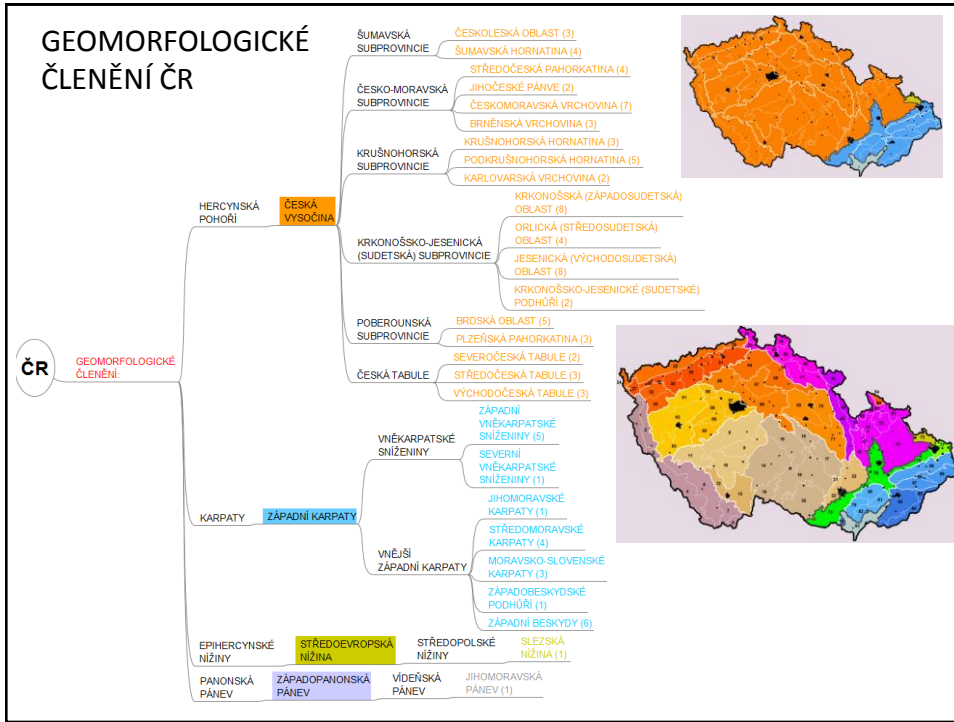 GEOMORFOLOGICKÉ
ČLENĚNÍ ČR
ČR
GEOMORFOLOGICKÉ
ČLENĚNÍ:
HERCYNSKÁ
POHOŘÍ
ČESKÁ
VYSOČINA
ŠUMAVSKÁ
SUBPROVINCIE
ČESKOLESKÁ OBLAST (3)
ŠUMAVSKÁ HORNATINA (4)
ČESKO-MORAVSKÁ
SUBPROVINCIE
STŘEDOČESKÁ PAHORKATINA (4)
JIHOČESKÉ PÁNVE (2)
ČESKOMORAVSKÁ VRCHOVINA (7)
BRNĚNSKÁ VRCHOVINA (3)
KRUŠNOHORSKÁ
SUBPROVINCIE
KRUŠNOHORSKÁ HORNATINA (3)
PODKRUŠNOHORSKÁ HORNATINA (5)
KARLOVARSKÁ VRCHOVINA (2)
KRKONOŠSKO-JESENICKÁ
(SUDETSKÁ) SUBPROVINCIE
KRKONOŠSKÁ (ZÁPADOSUDETSKÁ)
OBLAST (8)
ORLICKÁ (STŘEDOSUDETSKÁ)
OBLAST (4)
JESENICKÁ (VÝCHODOSUDETSKÁ)
OBLAST (8)
KRKONOŠSKO-JESENICKÉ (SUDETSKÉ)
PODHŮŘÍ (2)
POBEROUNSKÁ
SUBPROVINCIE
BRDSKÁ OBLAST (5)
PLZEŇSKÁ PAHORKATINA (3)
ČESKÁ TABULE
SEVEROČESKÁ TABULE (2)
STŘEDOČESKÁ TABULE (3)
VÝCHODOČESKÁ TABULE (3)
KARPATY
ZÁPADNÍ KARPATY
VNĚKARPATSKÉ
SNÍŽENINY
ZÁPADNÍ
VNĚKARPATSKÉ
SNÍŽENINY (5)
SEVERNÍ
VNĚKARPATSKÉ
SNÍŽENINY (1)
VNĚJŠÍ
ZÁPADNÍ KARPATY
JIHOMORAVSKÉ
KARPATY (1)
STŘEDOMORAVSKÉ
KARPATY (4)
MORAVSKO-SLOVENSKÉ
KARPATY (3)
ZÁPADOBESKYDSKÉ
PODHŮŘÍ (1)
ZÁPADNÍ BESKYDY (6)
EPIHERCYNSKÉ
NÍŽINY
STŘEDOEVROPSKÁ
NÍŽINA
STŘEDOPOLSKÉ
NÍŽINY
SLEZSKÁ
NÍŽINA (1)
PANONSKÁ
PÁNEV
ZÁPADOPANONSKÁ
PÁNEV
VÍDEŇSKÁ
PÁNEV
JIHOMORAVSKÁ
PÁNEV (1)